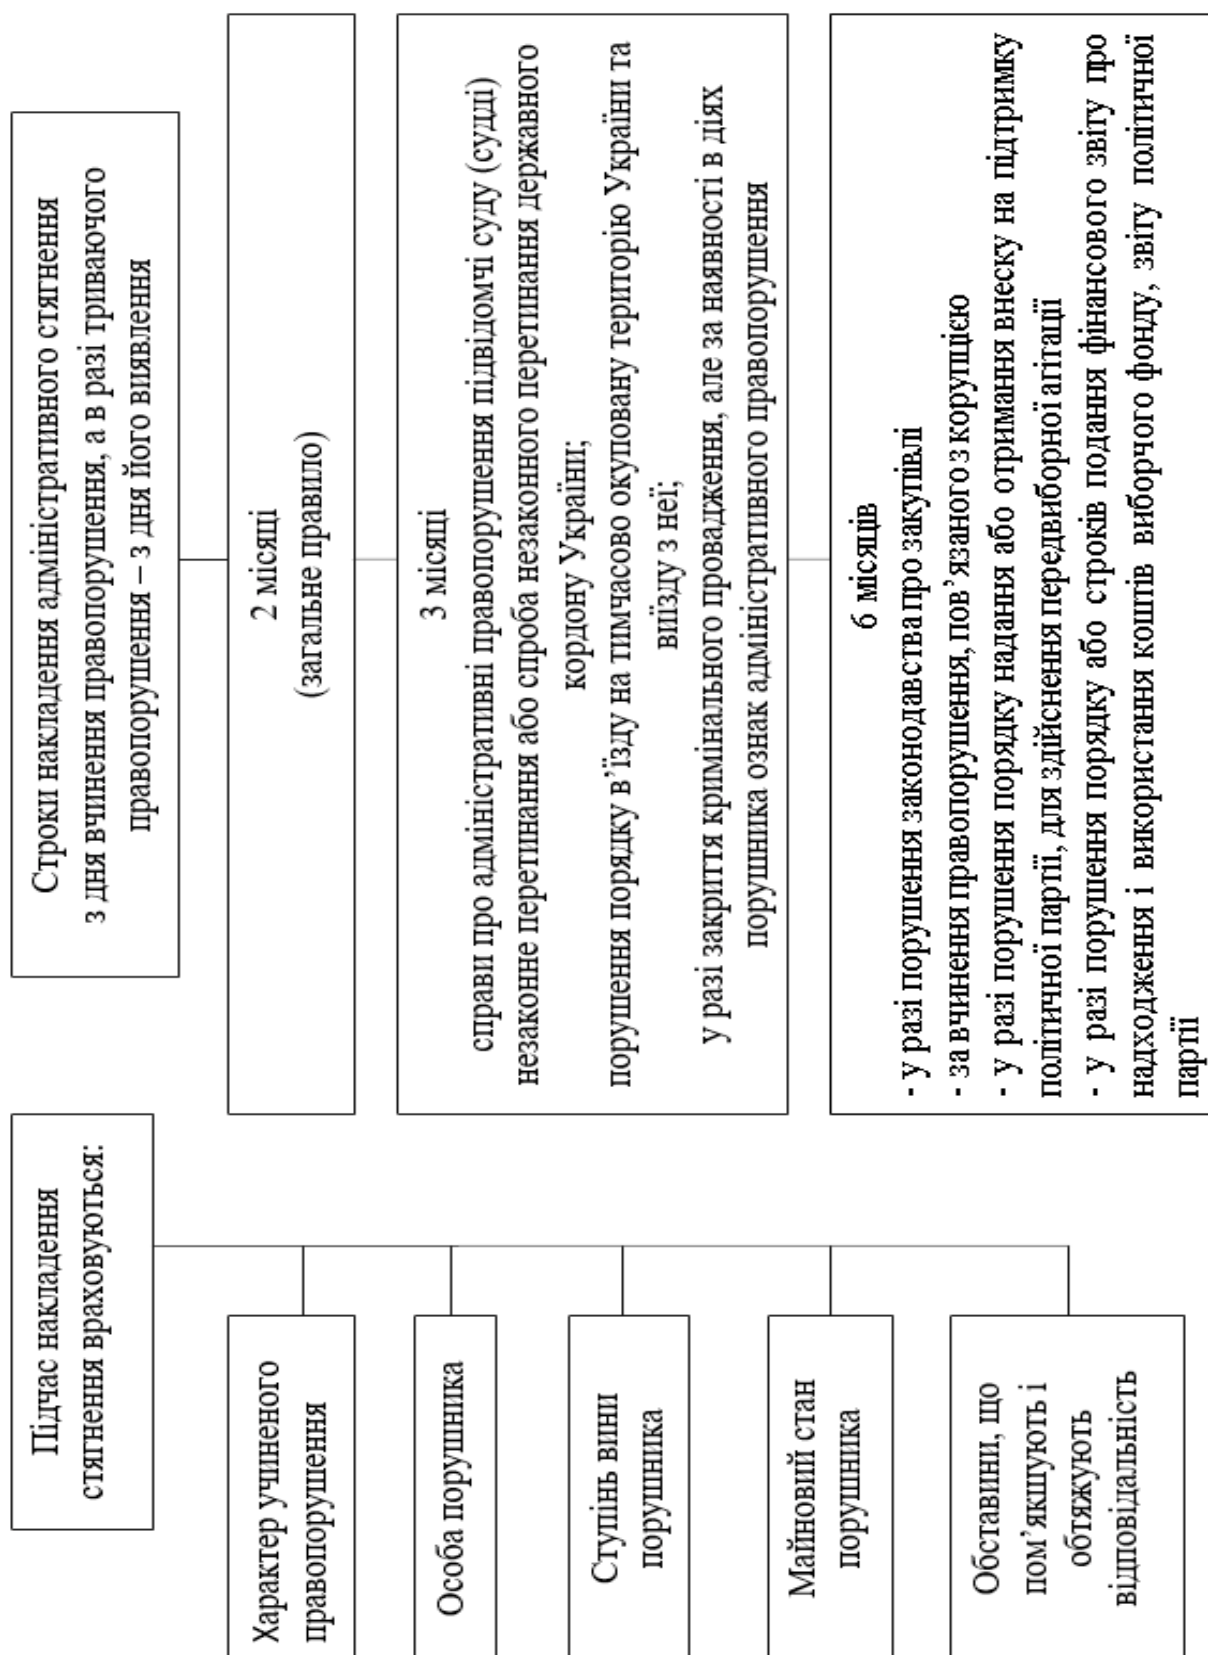 Підчас накладення
стягнення враховуються:
Характер учиненого
правопорушення
Особа порушника
Ступінь вини
порушника
Майновий стан
порушника
Обставини, що
пом’якшують і
обтяжують
відповідальність
Строки накладення адміністративного стягнення
з дня вчинення правопорушення, а в разі триваючого
правопорушення – з дня його виявлення
2 місяці
(загальне правило)
3 місяці
справи про адміністративні правопорушення підвідомчі суду (судді)
незаконне перетинання або спроба незаконного перетинання державного
кордону України;
порушення порядку в’їзду на тимчасово окуповану територію України та
виїзду з неї;
у разі закриття кримінального провадження, але за наявності в діях
порушника ознак адміністративного правопорушення
6 місяців
- у разі порушення законодавства про закупівлі
- за вчинення правопорушення, пов’язаного з корупцією
- у разі порушення порядку надання або отримання внеску на підтримку
політичної партії, для здійснення передвиборної агітації
- у разі порушення порядку або строків подання фінансового звіту про
надходження і використання коштів виборчого фонду, звіту політичної
партії